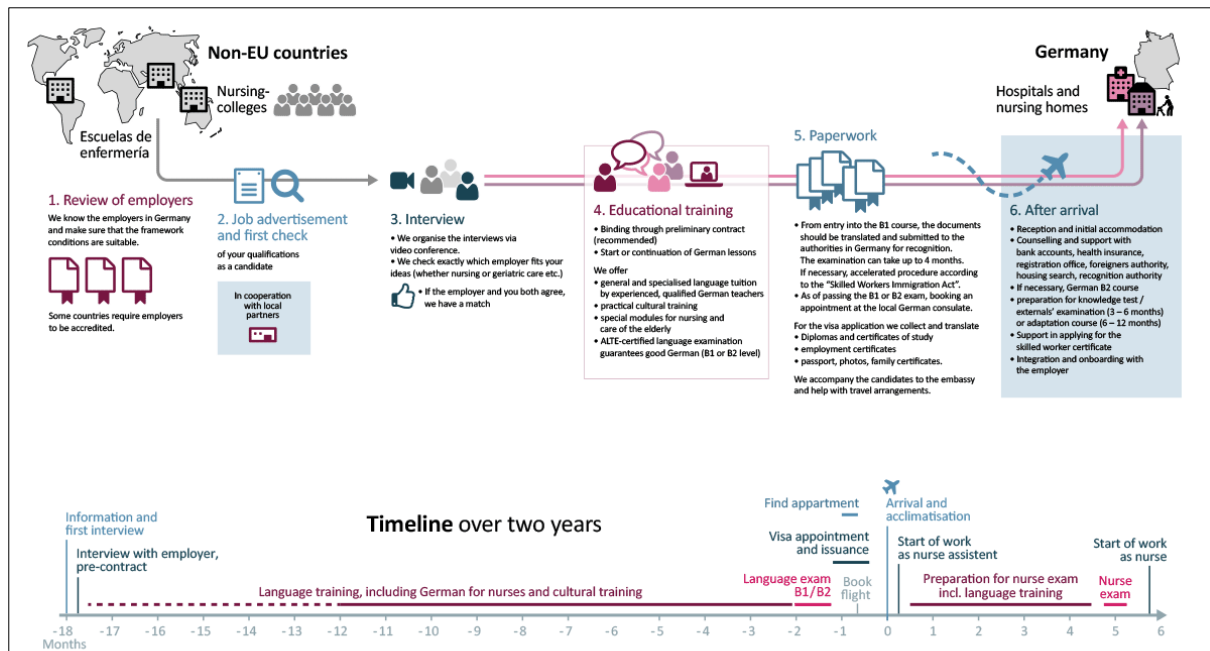 Non-EU countries
Nursing-
colleges
Escuelas de
enfermería
Germany
Hospitals and
nursing homes
1. Review of employers
We know the employers in Germany
and make sure that the framework
conditions are suitable.
Some countries require employers
to be accredited.
2. Job advertisement
and first check
of your qualifications
as a candidate
In cooperation
with local
partners
3. Interview
• We organise the interviews via
video conference.
• We check exactly which employer fits your
ideas (whether nursing or geriatric care etc.)
• If the employer and you both agree,
we have a match
4. Educational training
• Binding through preliminary contract
(recommended)
• Start or continuation of German lessons
We offer
• general and specialised language tuition
by experienced, qualified German teachers
• practical cultural training
• special modules for nursing and
care of the elderly
• ALTE-certified language examination
guarantees good German (B1 or B2 level)
5. Paperwork
• From entry into the B1 course, the documents
should be translated and submitted to the
authorities in Germany for recognition.
The examination can take up to 4 months.
If necessary, accelerated procedure according
to the “Skilled Workers Immigration Act”.
• As of passing the B1 or B2 exam, booking an
appointment at the local German consulate.
For the visa application we collect and translate
• Diplomas and certificates of study
• employment certificates
• passport, photos, family certificates.
We accompany the candidates to the embassy
and help with travel arrangements.
6. After arrival
• Reception and initial accommodation
• Counselling and support with
bank accounts, health insurance,
registration office, foreigners authority,
housing search, recognition authority
• If necessary, German B2 course
• preparation for knowledge test /
externals’ examination (3 – 6 months)
or adaptation course (6 – 12 months)
• Support in applying for the
skilled worker certificate
• Integration and onboarding with
the employer
Timeline over two years
Information and
first interview
Interview with employer,
pre-contract
Language training, including German for nurses and cultural training
Language exam
B1/B2
Find appartment
Visa appointment
and issuance
Book
flight
Arrival and
acclimatisation
Start of work
as nurse assistent
Preparation for nurse exam
incl. language training
Nurse
exam
Start of work
as nurse
-18 -17 -16 -15 -14 -13 -12 -11 -10 -9 -8 -7 -6 -5 -4 -3 -2 -1 0 1 2 3 4 5 6
Months